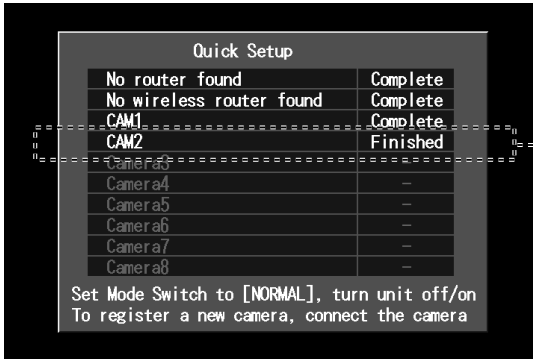 Quick Setup
No router found Complete
No wireless router found Complete
CAM1 Complete
CAM2 Finished
Camera3 –
Camera4 –
Camera5 –
Camera6 –
Camera7 –
Camera8 –
Set Mode Switch to [NORMAL], turn unit off/on
To register a new camera, connect the camera